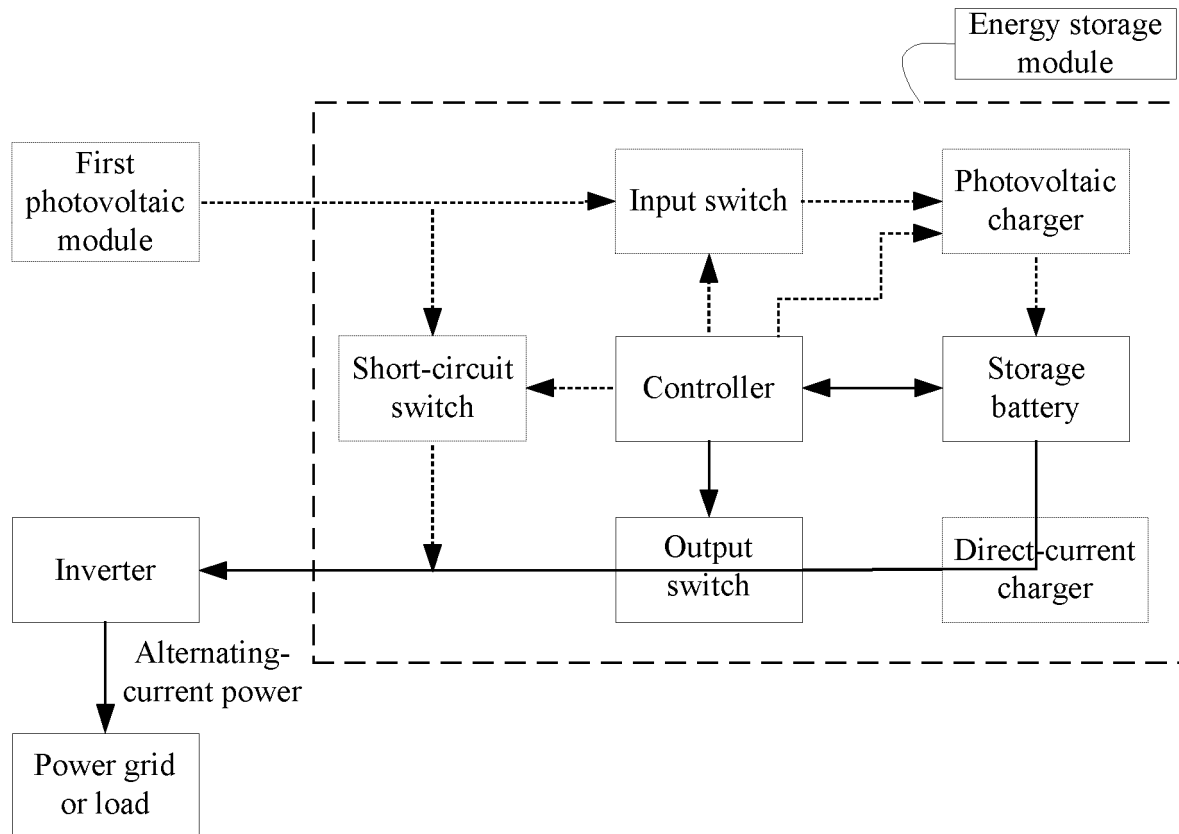 Energy storage
module
First
photovoltaic
module
Input switch
Photovoltaic
charger
Short-circuit
switch
Controller
Storage
battery
Inverter
Output
switch
Direct-current
charger
Alternating-
current power
Power grid
or load